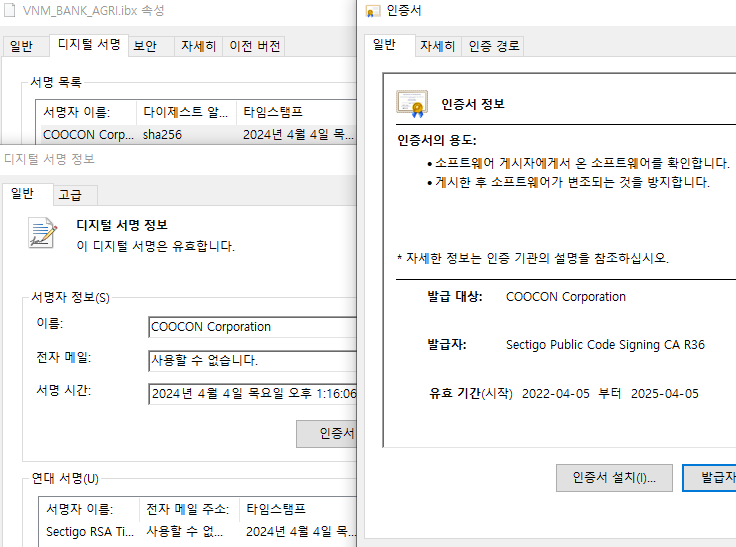 VNM_BANK_AGRI.ibx 속성
일반 디지털 서명 보안 자세히 이전 버전
서명 목록
서명자 이름: 다이제스트 알... 타임스탬프
COOCON Corp... sha256 2024년 4월 4일 목...
디지털 서명 정보
일반 고급
디지털 서명 정보
이 디지털 서명은 유효합니다.
서명자 정보(S)
이름: COOCON Corporation
전자 메일: 사용할 수 없습니다.
서명 시간: 2024년 4월 4일 목요일 오후 1:16:06
인증서
연대 서명(U)
서명자 이름: 전자 메일 주소: 타임스탬프
Sectigo RSA Ti... 사용할 수 없... 2024년 4월 4일 목...
인증서
일반 자세히 인증 경로
인증서 정보
인증서의 용도:
• 소프트웨어 게시자에게서 온 소프트웨어를 확인합니다.
• 게시한 후 소프트웨어가 변조되는 것을 방지합니다.
* 자세한 정보는 인증 기관의 설명을 참조하십시오.
발급 대상: COOCON Corporation
발급자: Sectigo Public Code Signing CA R36
유효 기간(시작) 2022-04-05 부터 2025-04-05
인증서 설치(I)... 발급자